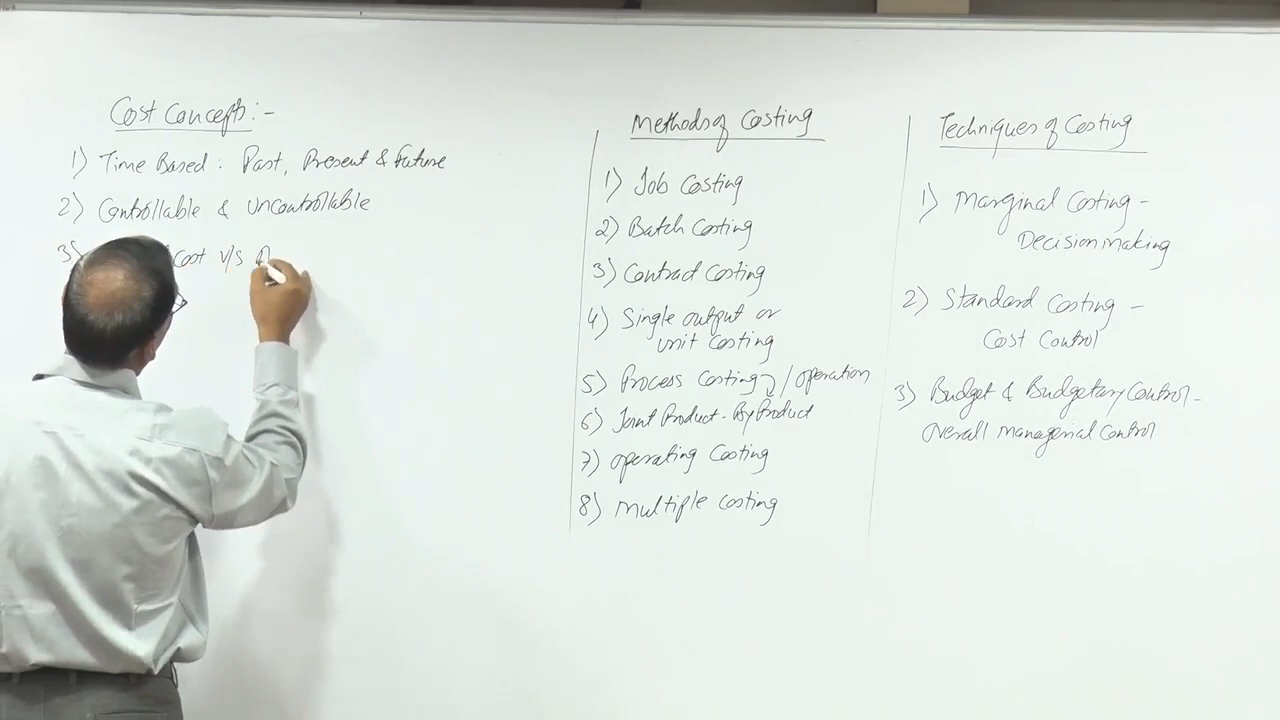 Cost Concepts:-
1) Time Based: Past, Present & Future
2) Controllable & Uncontrollable
3) cost v/s
Methods of Costing
1) Job Costing
2) Batch Costing
3) Contract Costing
4) Single output or
unit costing
5) Process Costing / operation
6) Joint Product - By Product
7) operating Costing
8) multiple costing
Techniques of Costing
1) Marginal Costing -
Decision making
2) Standard Costing -
Cost Control
3) Budget & Budgetary Control -
overall managerial control